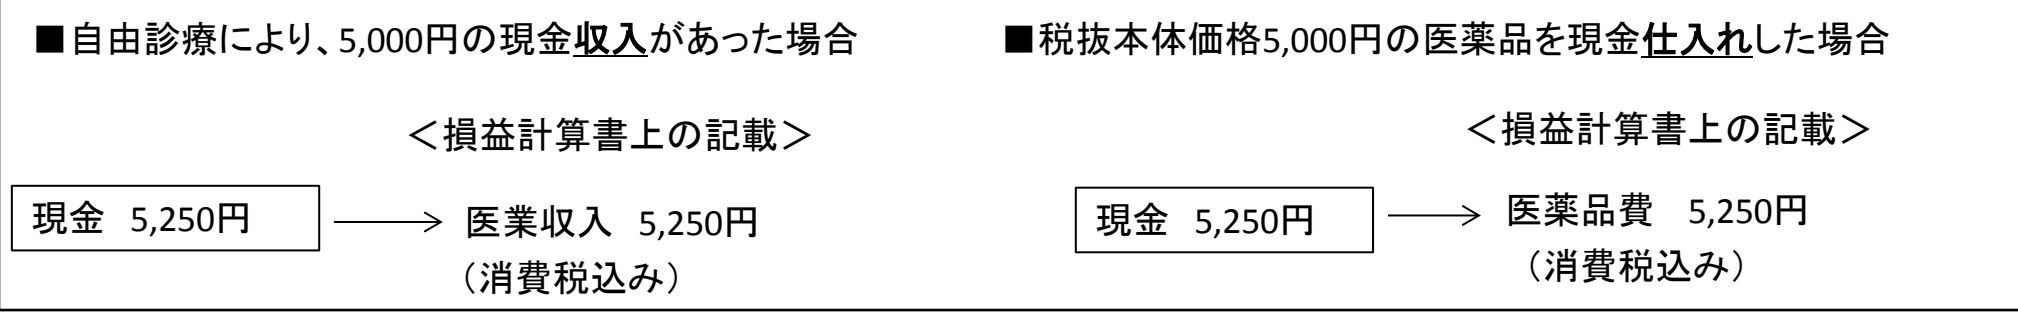 ■自由診療により、5,000円の現金収入があった場合
＜損益計算書上の記載＞
現金 5,250円
医業収入 5,250円
（消費税込み）
■税抜本体価格5,000円の医薬品を現金仕入れした場合
＜損益計算書上の記載＞
現金 5,250円
医薬品費 5,250円
（消費税込み）